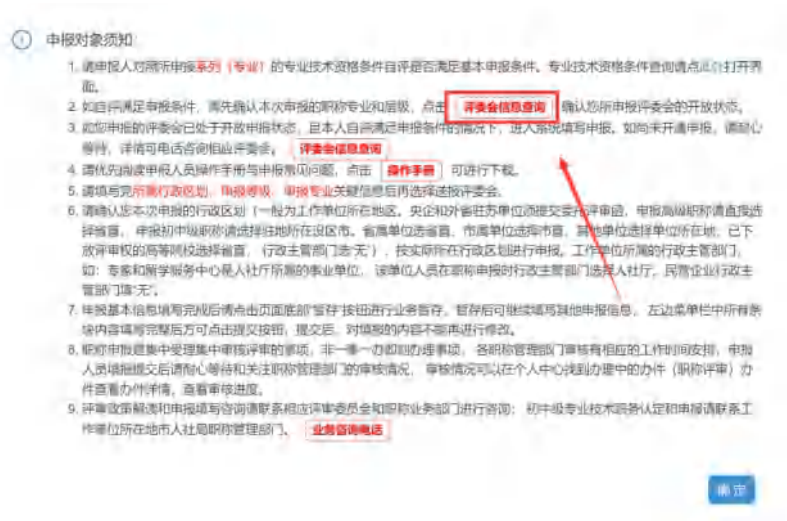 申报对象须知
1. 请申报人对照所申报系列（专业）的专业技术资格条件自评是否满足基本申报条件。专业技术资格条件查询请点此处打开界
面。
2. 如自评满足申报条件，需先确认本次申报的职称专业和层级，点击 评委会信息查询 确认您所申报评委会的开放状态。
3. 如您申报的评委会已处于开放申报状态，且本人自评满足申报条件的情况下，进入系统填写申报。如尚未开通申报，请耐心
等待，详情可电话咨询相应评委会。 评委会信息查询
4. 请优先阅读申报人员操作手册与申报常见问题，点击 操作手册 可进行下载。
5. 请填写完所属行政区划、申报等级、申报专业关键信息后再选择送报评委会。
6. 请确认您本次申报的行政区划（一般为工作单位所在地区。央企和外省驻苏单位须提交委托评审函，申报高级职称请直接选
择省直，申报初中级职称请选择驻地所在设区市。省属单位选省直、市属单位选择市直，其他单位选择单位所在地，已下
放评审权的高等院校选择省直，行政主管部门选“无”），按实际所在行政区划进行申报。工作单位所属的行政主管部门，
如：专家和留学服务中心是人社厅所属的事业单位，该单位人员在职称申报时行政主管部门选择人社厅。民营企业行政主
管部门填“无”。
7. 申报基本信息填写完成后请点击页面底部“暂存”按钮进行业务暂存。暂存后可继续填写其他申报信息，左边菜单栏中所有条
块内容填写完整后方可点击提交按钮，提交后，对填报的内容不能再进行修改。
8. 职称申报是集中受理集中审核评审的事项，非一事一办即刻办理事项，各职称管理部门审核有相应的工作时间安排，申报
人员填报提交后请耐心等待和关注职称管理部门的审核情况，审核情况可以在个人中心找到办理中的办件（职称评审）办
件查看办件详情，查看审核进度。
9. 评审政策解读和申报填写咨询请联系相应评审委员会和职称业务部门进行咨询；初中级专业技术职务认定和申报请联系工
作单位所在地市人社局职称管理部门。 业务咨询电话
确 定